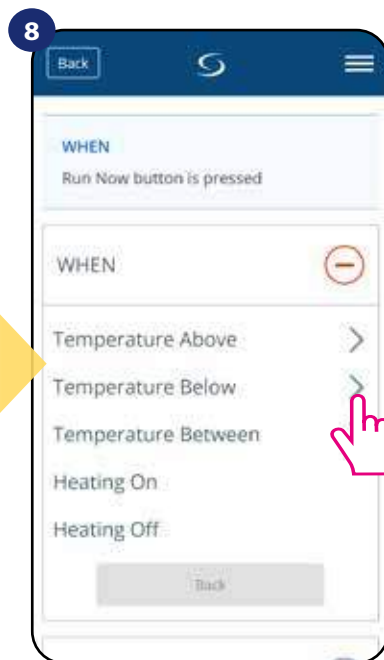 8
Back
WHEN
Run Now button is pressed
WHEN
Temperature Above
Temperature Below
Temperature Between
Heating On
Heating Off
Back